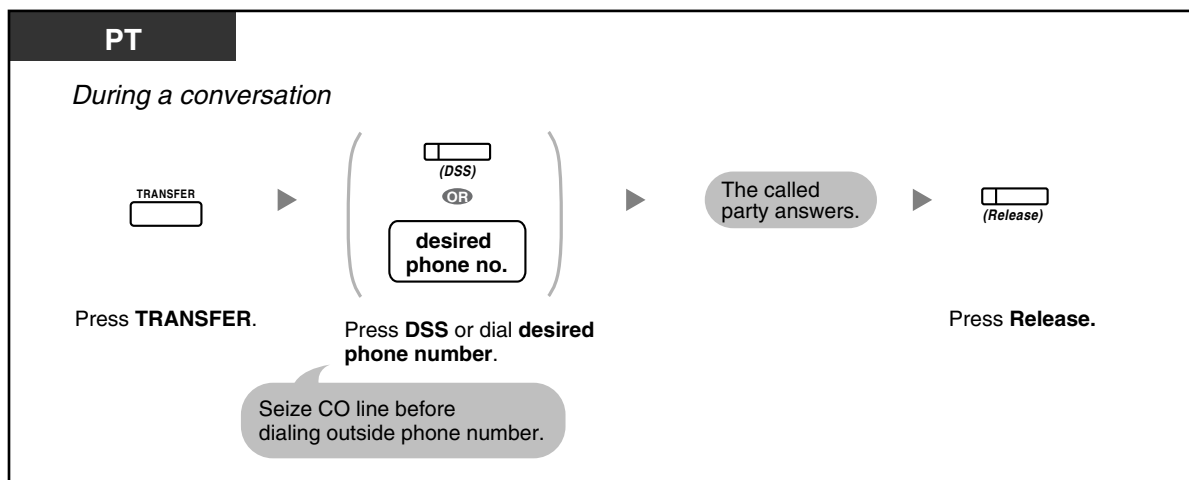 PT
During a conversation
TRANSFER
(DSS)
OR
desired
phone no.
The called
party answers.
(Release)
Press TRANSFER.
Press DSS or dial desired
phone number.
Press Release.
Seize CO line before
dialing outside phone number.